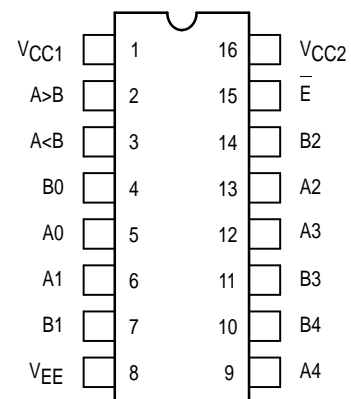 VCC1 1 16 VCC2
A>B 2 15 E̅
A<B 3 14 B2
B0 4 13 A2
A0 5 12 A3
A1 6 11 B3
B1 7 10 B4
VEE 8 9 A4